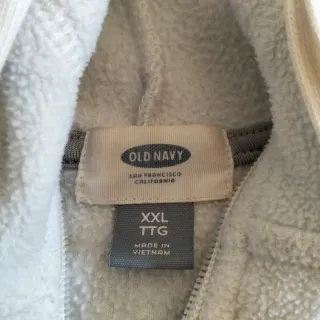 OLD NAVY
SAN FRANCISCO
CALIFORNIA
XXL
TTG
MADE IN
VIETNAM